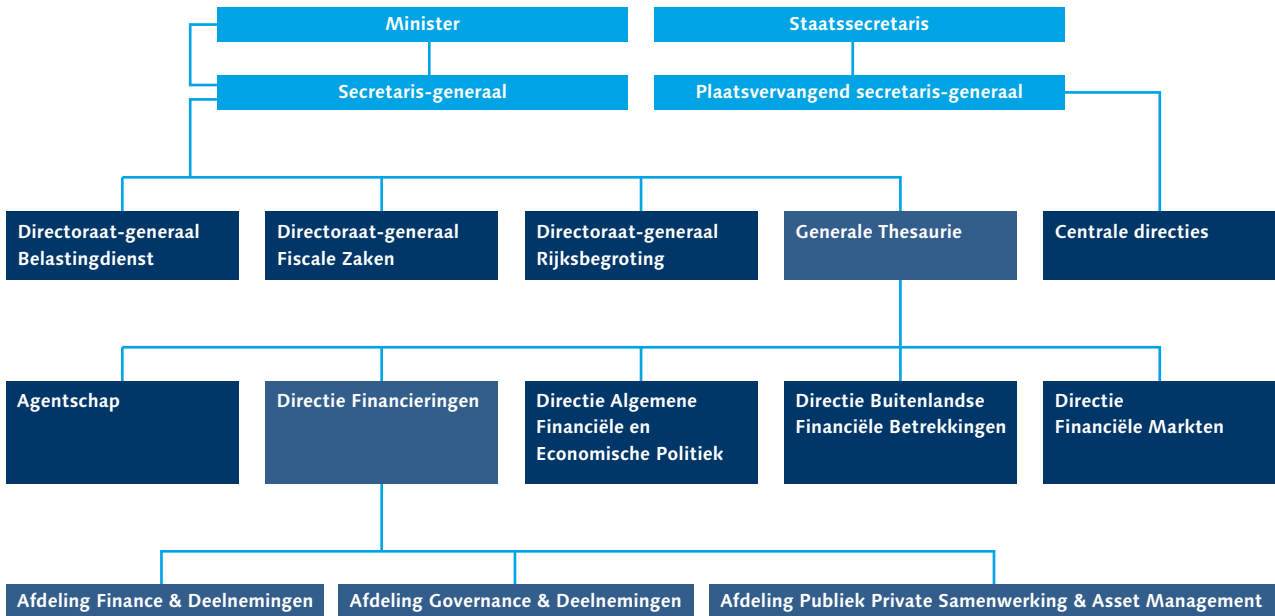 Minister
Staatssecretaris
Secretaris-generaal
Plaatsvervangend secretaris-generaal
Directoraat-generaal
Belastingdienst
Directoraat-generaal
Fiscale Zaken
Directoraat-generaal
Rijksbegroting
Generale Thesaurie
Centrale directies
Agentschap
Directie Financieringen
Directie Algemene
Financiële en
Economische Politiek
Directie Buitenlandse
Financiële Betrekkingen
Directie
Financiële Markten
Afdeling Finance & Deelnemingen
Afdeling Governance & Deelnemingen
Afdeling Publiek Private Samenwerking & Asset Management